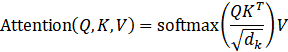 Attention(Q, K, V) = softmax(QK^T / √d_k)V